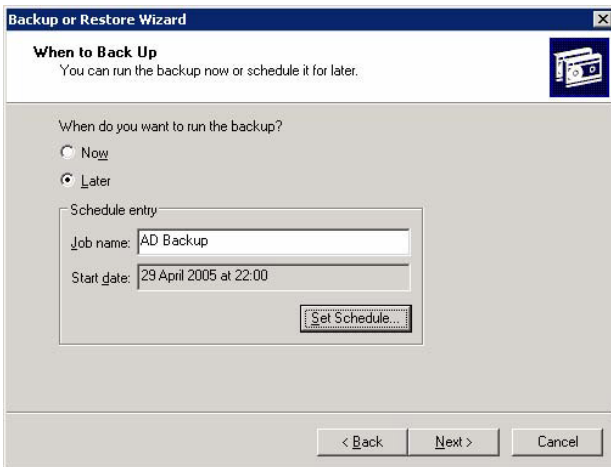 Backup or Restore Wizard
When to Back Up
You can run the backup now or schedule it for later.
When do you want to run the backup?
Now
Later
Schedule entry
Job name: AD Backup
Start date: 29 April 2005 at 22:00
Set Schedule...
< Back Next > Cancel